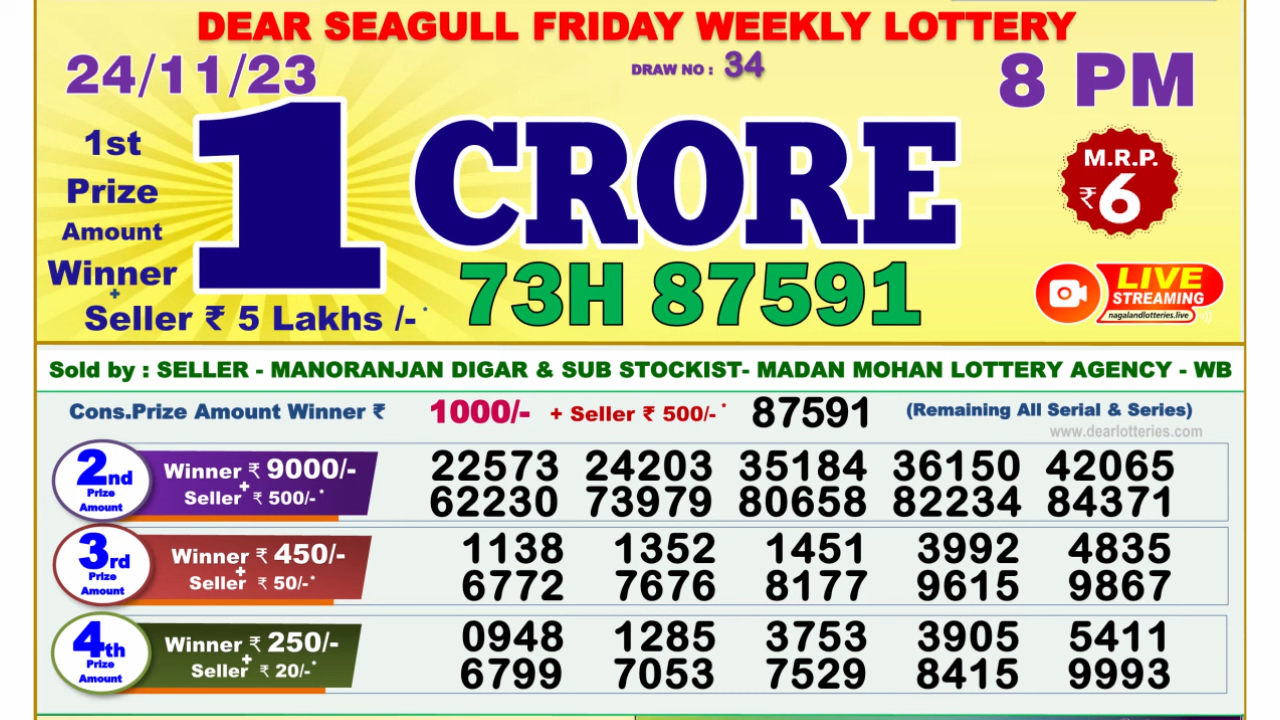 DEAR SEAGULL FRIDAY WEEKLY LOTTERY
24/11/23
DRAW NO : 34
8 PM
1st
Prize
Amount
Winner
+
Seller ₹ 5 Lakhs /- *
1 CRORE
73H 87591
M.R.P.
₹6
LIVE
STREAMING
nagalandlotteries.live
Sold by : SELLER - MANORANJAN DIGAR & SUB STOCKIST- MADAN MOHAN LOTTERY AGENCY - WB
Cons.Prize Amount Winner ₹ 1000/- + Seller ₹ 500/- * 87591 (Remaining All Serial & Series)
www.dearlotteries.com
2nd
Prize
Amount
Winner ₹ 9000/-
+
Seller ₹ 500/- *
22573 24203 35184 36150 42065
62230 73979 80658 82234 84371
3rd
Prize
Amount
Winner ₹ 450/-
+
Seller ₹ 50/- *
1138 1352 1451 3992 4835
6772 7676 8177 9615 9867
4th
Prize
Amount
Winner ₹ 250/-
+
Seller ₹ 20/- *
0948 1285 3753 3905 5411
6799 7053 7529 8415 9993